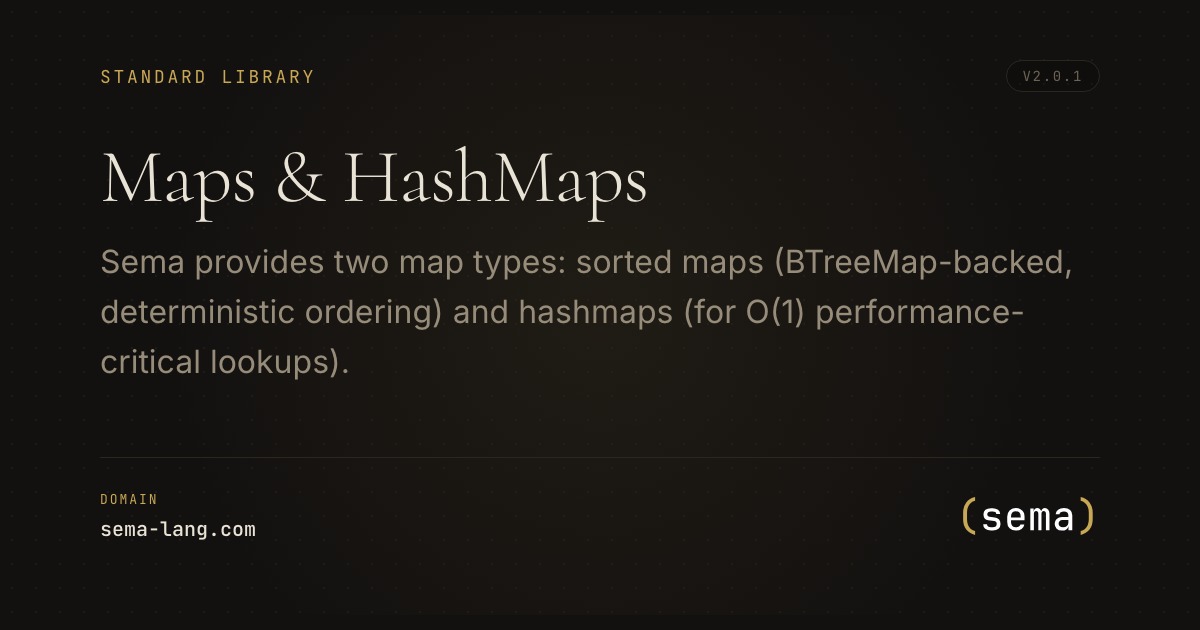 STANDARD LIBRARY
V2.0.1
Maps & HashMaps
Sema provides two map types: sorted maps (BTreeMap-backed,
deterministic ordering) and hashmaps (for O(1) performance-
critical lookups).
DOMAIN
sema-lang.com
(sema)